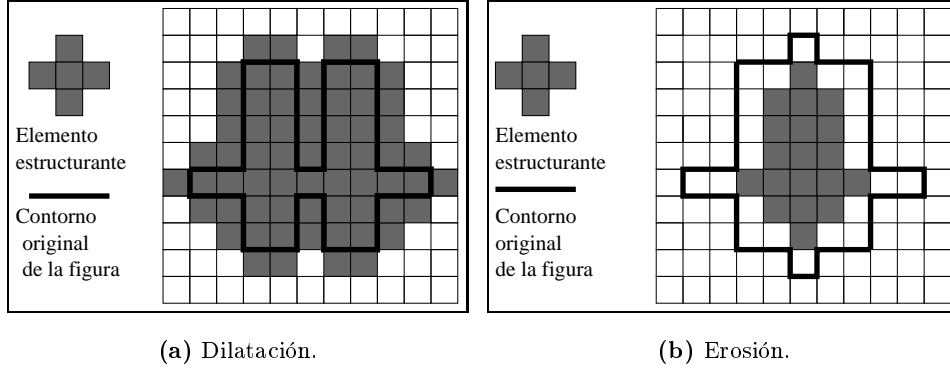 Elemento
estructurante
Contorno
original
de la figura
Elemento
estructurante
Contorno
original
de la figura
(a) Dilatación.
(b) Erosión.